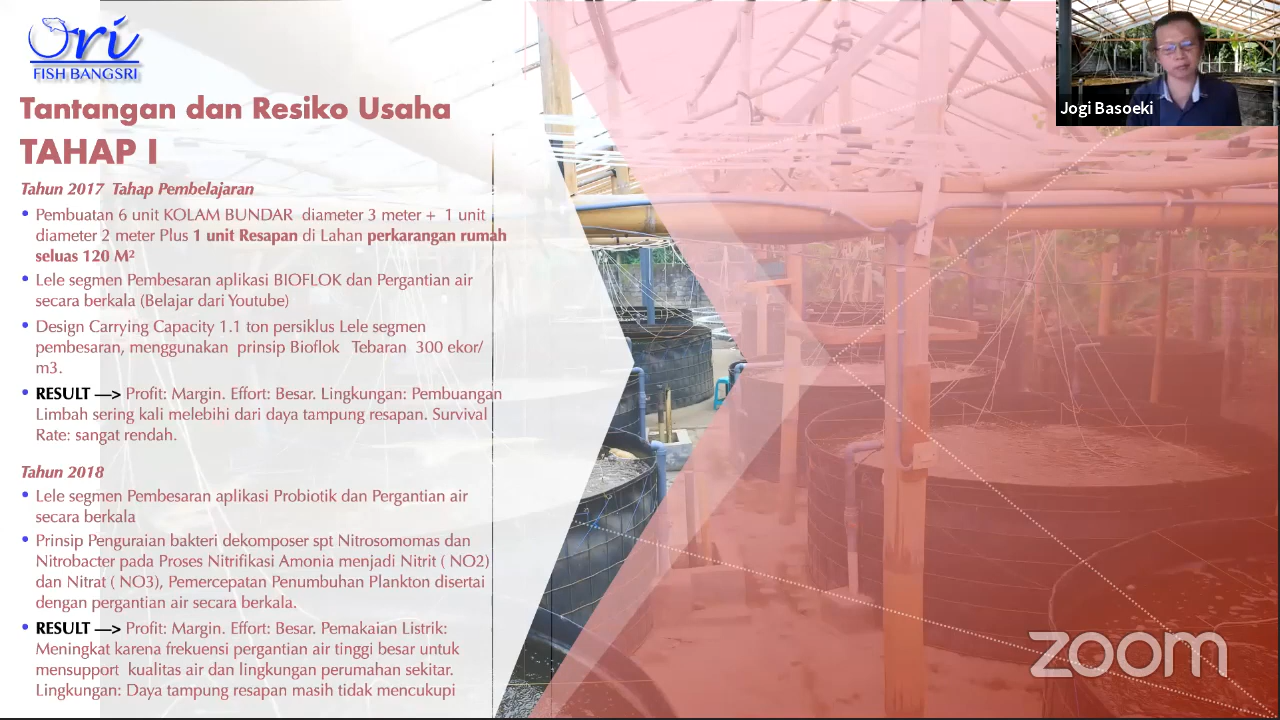 Ori
FISH BANGSRI
Jogi Basoeki
Tantangan dan Resiko Usaha
TAHAP I
Tahun 2017 Tahap Pembelajaran
• Pembuatan 6 unit KOLAM BUNDAR diameter 3 meter + 1 unit
diameter 2 meter Plus 1 unit Resapan di Lahan perkarangan rumah
seluas 120 M²
• Lele segmen Pembesaran aplikasi BIOFLOK dan Pergantian air
secara berkala (Belajar dari Youtube)
• Design Carrying Capacity 1.1 ton persiklus Lele segmen
pembesaran, menggunakan prinsip Bioflok Tebaran 300 ekor/
m3.
• RESULT —> Profit: Margin. Effort: Besar. Lingkungan: Pembuangan
Limbah sering kali melebihi dari daya tampung resapan. Survival
Rate: sangat rendah.
Tahun 2018
• Lele segmen Pembesaran aplikasi Probiotik dan Pergantian air
secara berkala
• Prinsip Penguraian bakteri dekomposer spt Nitrosomomas dan
Nitrobacter pada Proses Nitrifikasi Amonia menjadi Nitrit ( NO2)
dan Nitrat ( NO3), Pemercepatan Penumbuhan Plankton disertai
dengan pergantian air secara berkala.
• RESULT —> Profit: Margin. Effort: Besar. Pemakaian Listrik:
Meningkat karena frekuensi pergantian air tinggi besar untuk
mensupport kualitas air dan lingkungan perumahan sekitar.
Lingkungan: Daya tampung resapan masih tidak mencukupi
zoom